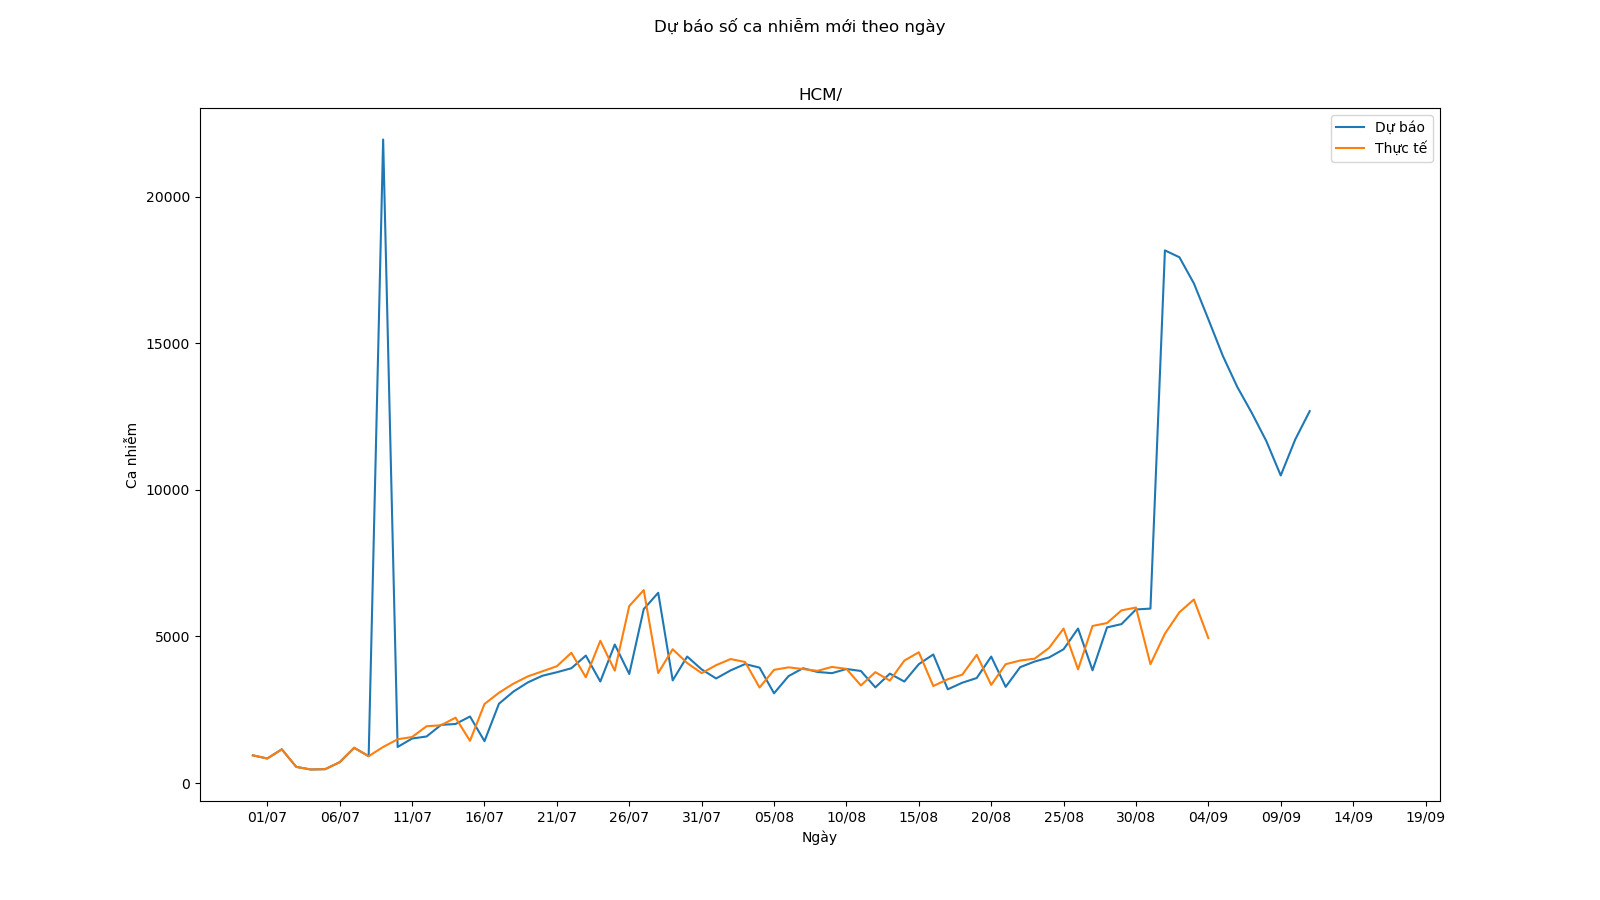 Dự báo số ca nhiễm mới theo ngày
HCM/
Dự báo
Thực tế
20000
15000
10000
5000
0
Ca nhiễm
01/07 06/07 11/07 16/07 21/07 26/07 31/07 05/08 10/08 15/08 20/08 25/08 30/08 04/09 09/09 14/09 19/09
Ngày